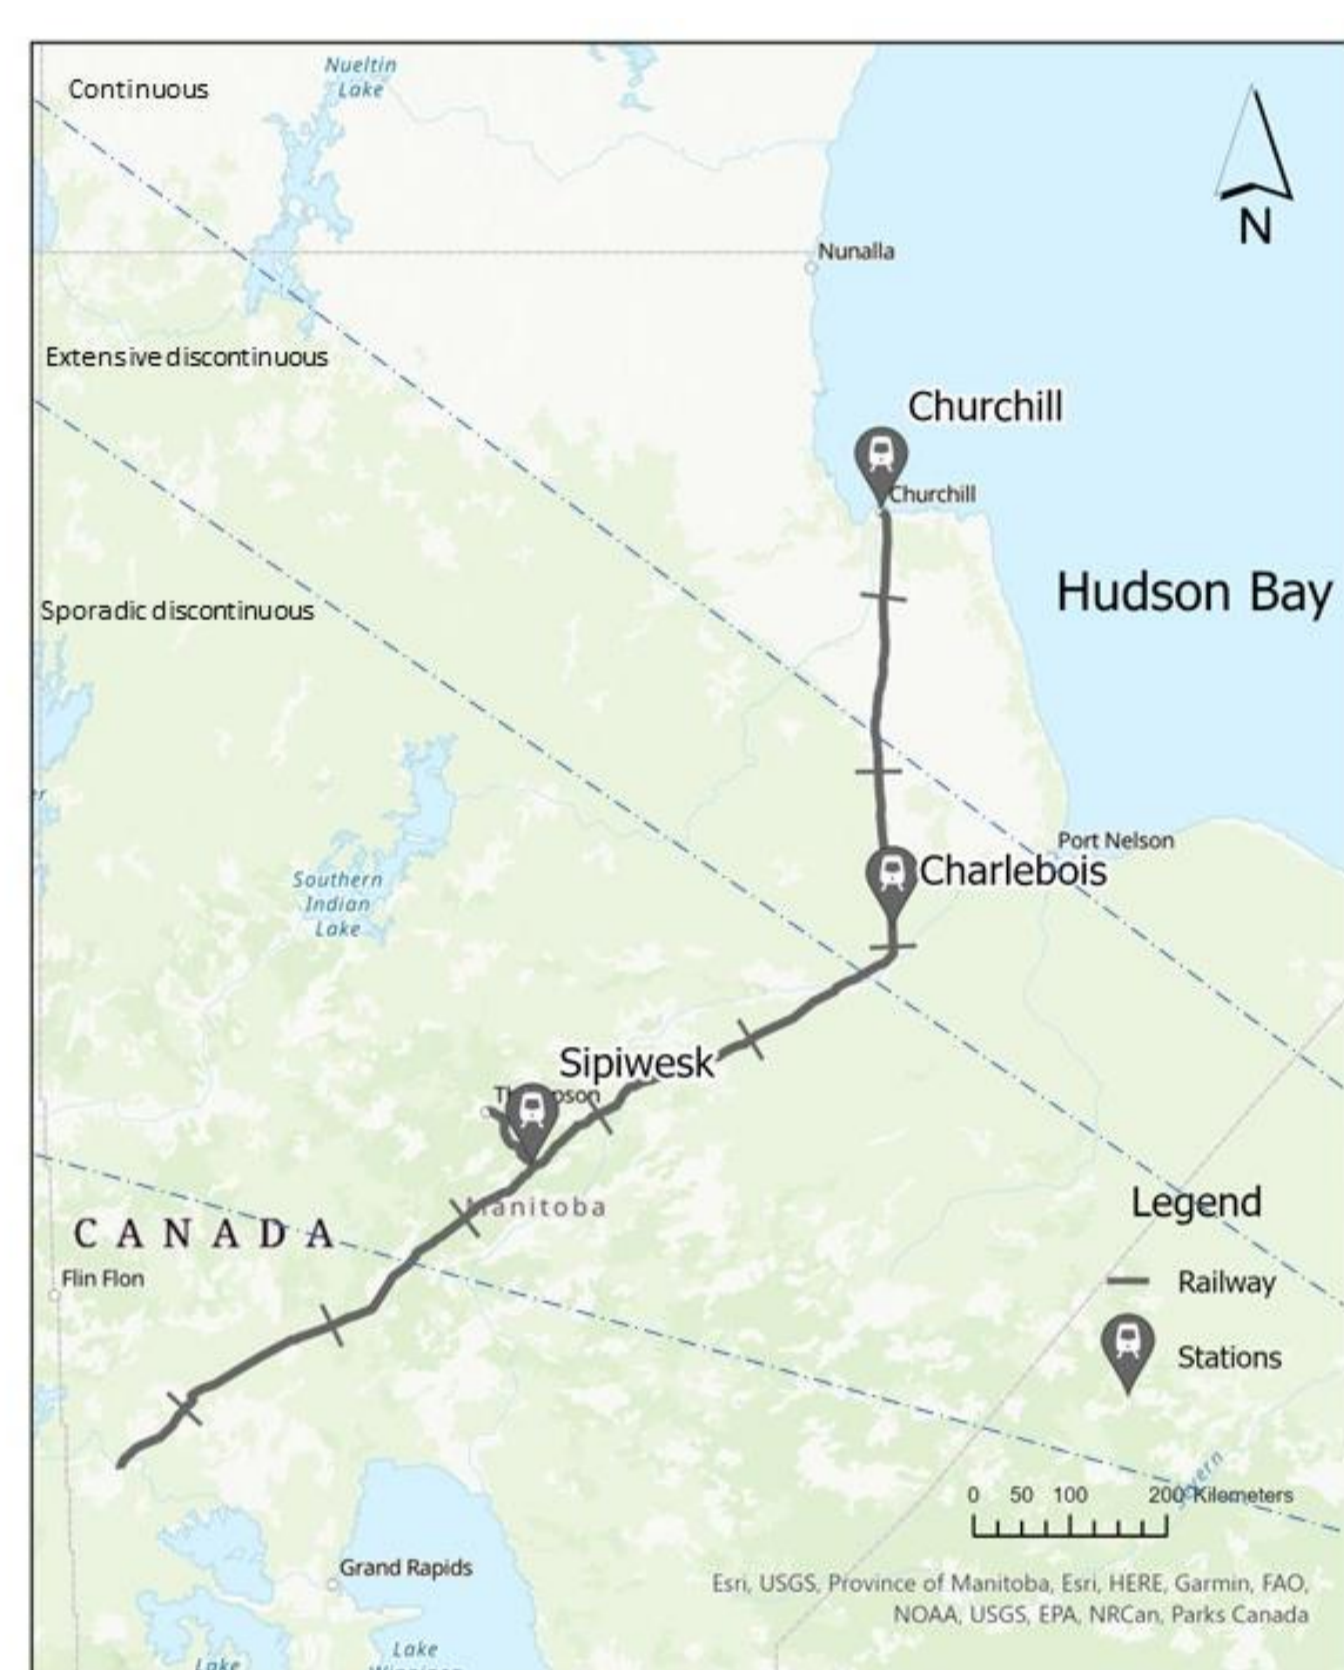 Nueltin
Lake
Continuous
N
Nunalla
Extensive discontinuous
Churchill
Churchill
Hudson Bay
Sporadic discontinuous
Port Nelson
Charlebois
Southern
Indian
Lake
Sipiwesk
Manitoba
Legend
CANADA
Flin Flon
Railway
Stations
0 50 100 200 Kilometers
Grand Rapids
Esri, USGS, Province of Manitoba, Esri, HERE, Garmin, FAO,
NOAA, USGS, EPA, NRCan, Parks Canada
Lake
Lake